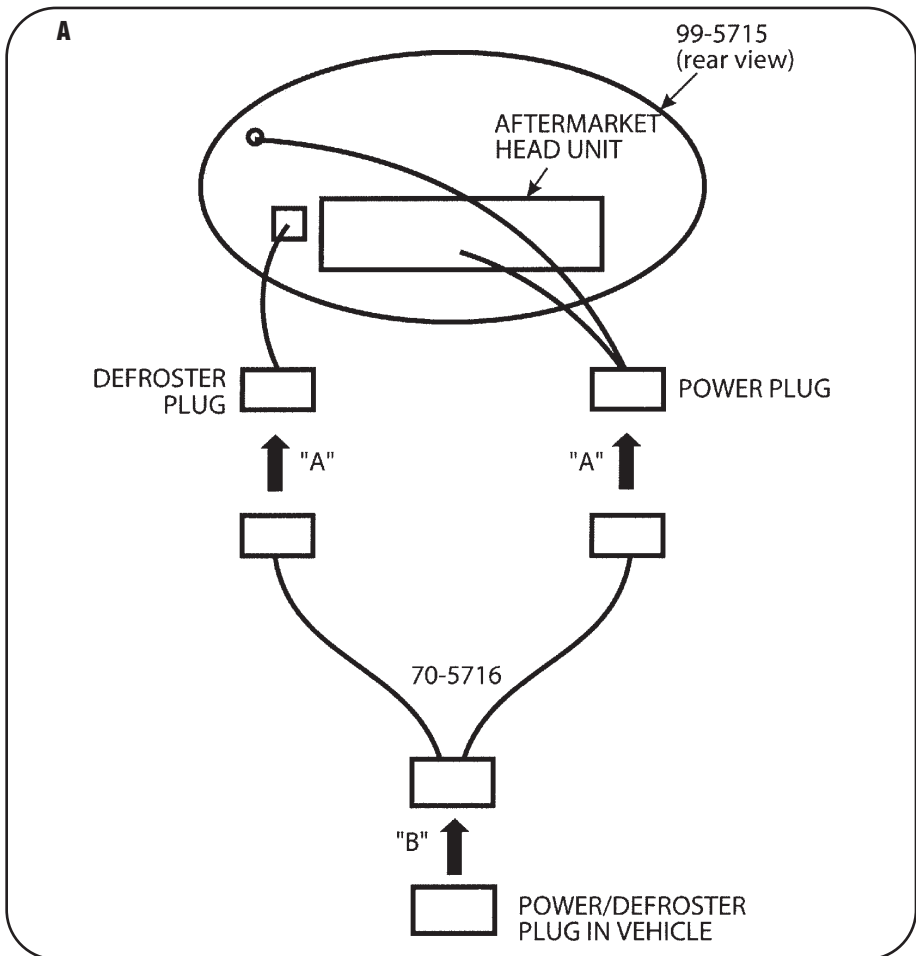 A
99-5715
(rear view)
AFTERMARKET
HEAD UNIT
DEFROSTER
PLUG
POWER PLUG
"A"
"A"
70-5716
"B"
POWER/DEFROSTER
PLUG IN VEHICLE